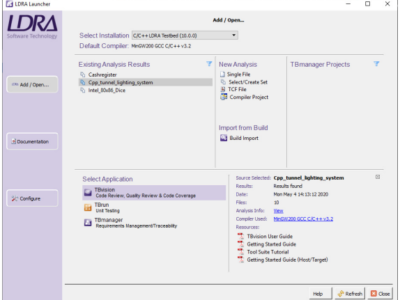 LDRA Launcher
LDRA
Software Technology
Add / Open...
Documentation
Configure
Add / Open...
Select Installation C/C++ LDRA Testbed (10.0.0)
Default Compiler: MinGW200 GCC C/C++ v3.2
Existing Analysis Results
Cashregister
Cpp_tunnel_lighting_system
Intel_80x86_Dice
New Analysis
Single File
Select/Create Set
TCF File
Compiler Project
Import from Build
Build Import
TBmanager Projects
Select Application
TBvision
Code Review, Quality Review & Code Coverage
TBrun
Unit Testing
TBmanager
Requirements Management/Traceability
Source Selected: Cpp_tunnel_lighting_system
Results: Results found
Date: Mon May 4 14:15:12 2020
Files: 10
Analysis Info: View
Compiler Used: MinGW200 GCC C/C++ v3.2
Resources:
TBvision User Guide
Getting Started Guide
Tool Suite Tutorial
Getting Started Guide (Host/Target)
Help
Refresh
Close